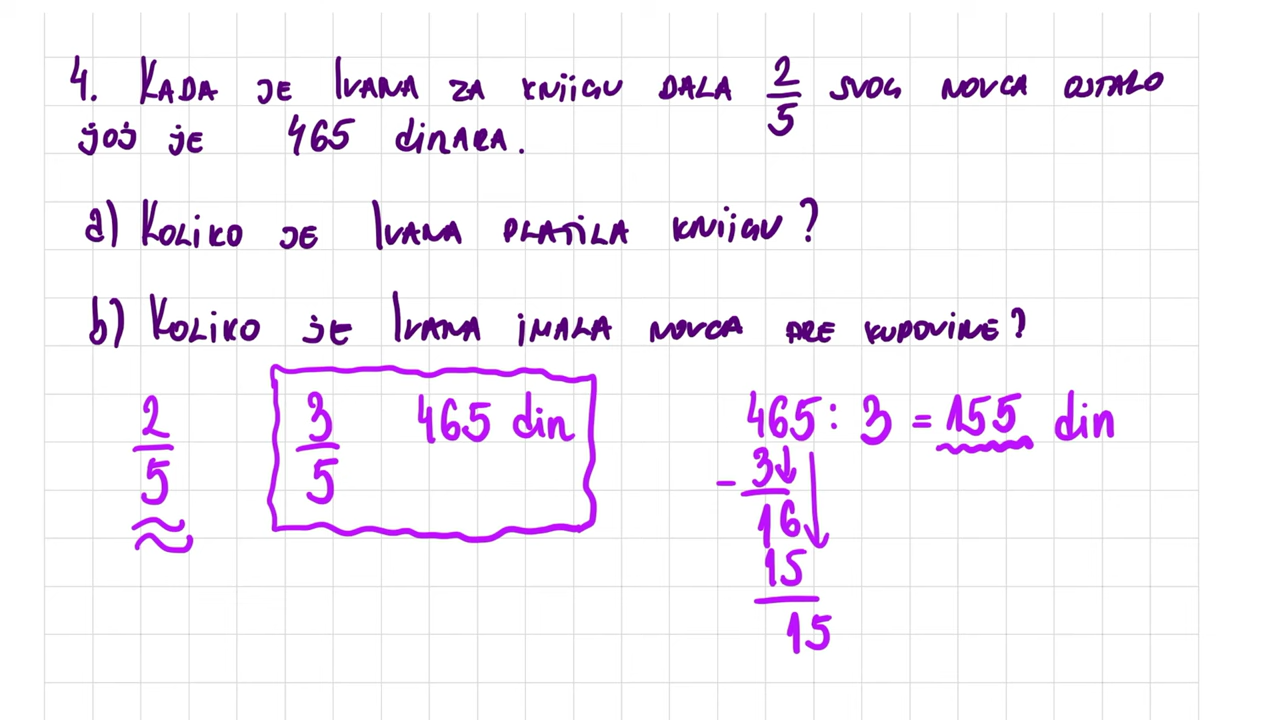 4. KADA JE IVANA ZA KNJIGU DALA 2/5 SVOG NOVCA OSTALO
JOŠ JE 465 DINARA.
a) KOLIKO JE IVANA PLATILA KNJIGU?
b) KOLIKO JE IVANA IMALA NOVCA PRE KUPOVINE?
2/5 3/5 465 din 465 : 3 = 155 din
- 3
16
15
15